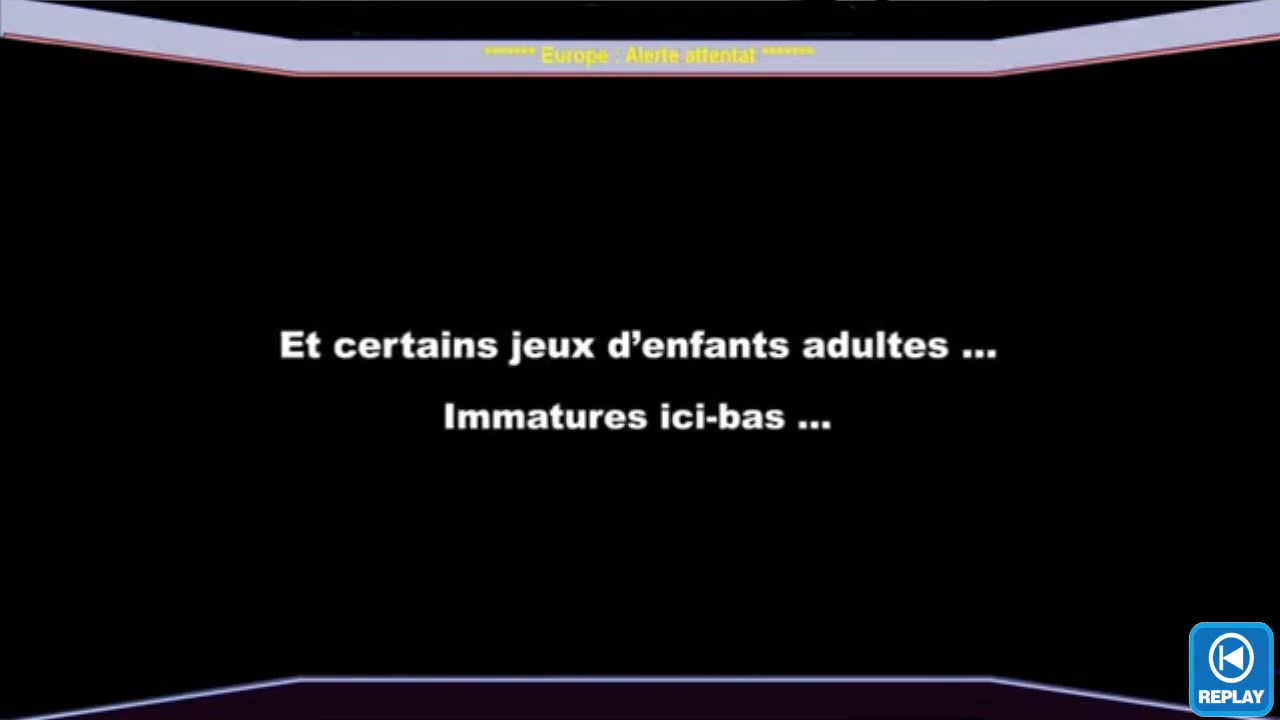 ******* Europe : Alerte attentat *******
Et certains jeux d’enfants adultes ...
Immatures ici-bas ...
REPLAY